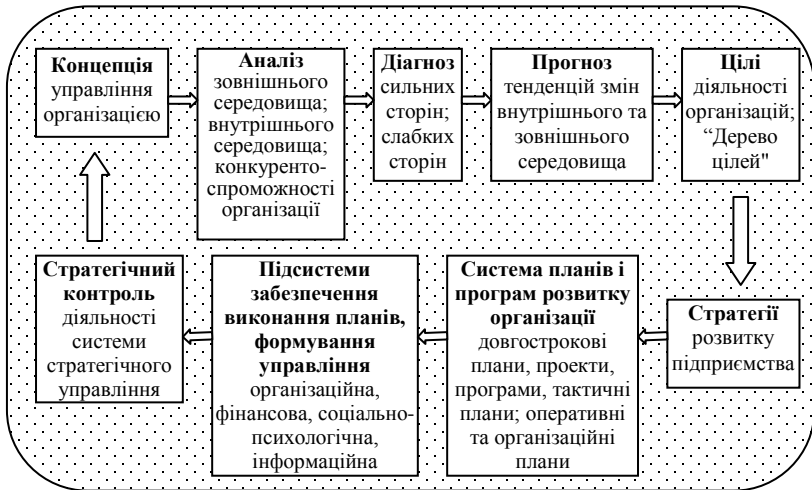 Концепція
управління
організацією
Аналіз
зовнішнього
середовища;
внутрішнього
середовища;
конкуренто-
спроможності
організації
Діагноз
сильних
сторін;
слабких
сторін
Прогноз
тенденцій змін
внутрішнього та
зовнішнього
середовища
Цілі
діяльності
організацій;
“Дерево
цілей"
Стратегії
розвитку
підприємства
Система планів і
програм розвитку
організації
довгострокові
плани, проекти,
програми, тактичні
плани; оперативні
та організаційні
плани
Підсистеми
забезпечення
виконання планів,
формування
управління
організаційна,
фінансова, соціально-
психологічна,
інформаційна
Стратегічний
контроль
діяльності
системи
стратегічного
управління